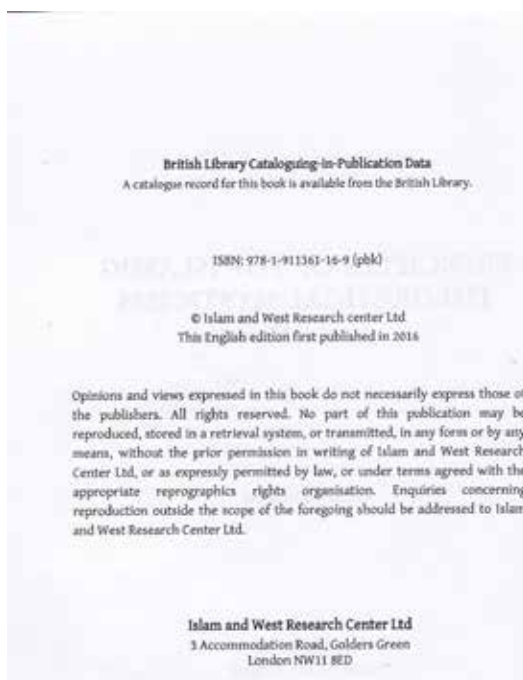 British Library Cataloguing-in-Publication Data
A catalogue record for this book is available from the British Library.
ISBN: 978-1-911361-16-9 (pbk)
© Islam and West Research center Ltd
This English edition first published in 2016
Opinions and views expressed in this book do not necessarily express those of
the publishers. All rights reserved. No part of this publication may be
reproduced, stored in a retrieval system, or transmitted, in any form or by any
means, without the prior permission in writing of Islam and West Research
Center Ltd, or as expressly permitted by law, or under terms agreed with the
appropriate reprographics rights organisation. Enquiries concerning
reproduction outside the scope of the foregoing should be addressed to Islam
and West Research Center Ltd.
Islam and West Research Center Ltd
3 Accommodation Road, Golders Green
London NW11 8ED